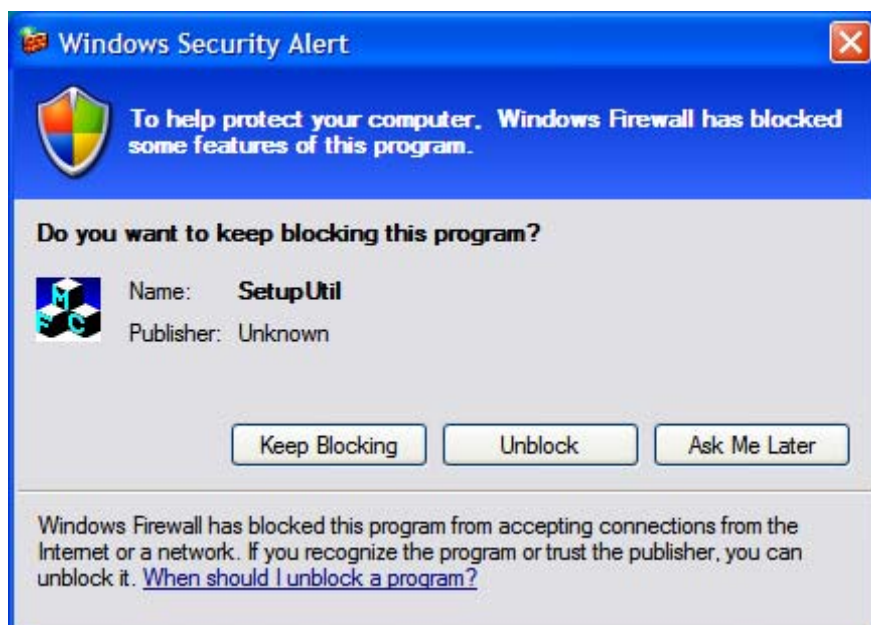 Windows Security Alert
To help protect your computer, Windows Firewall has blocked
some features of this program.
Do you want to keep blocking this program?
M
F C
Name: SetupUtil
Publisher: Unknown
Keep Blocking Unblock Ask Me Later
Windows Firewall has blocked this program from accepting connections from the
Internet or a network. If you recognize the program or trust the publisher, you can
unblock it. When should I unblock a program?